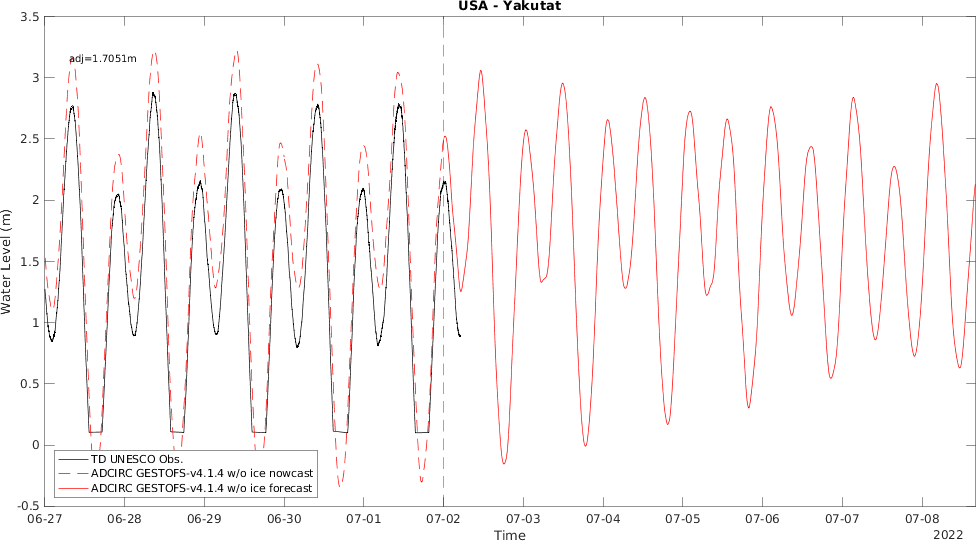 USA - Yakutat
adj=1.7051m
3.5
3
2.5
2
1.5
1
0.5
0
-0.5
Water Level (m)
TD UNESCO Obs.
ADCIRC GESTOFS-v4.1.4 w/o ice nowcast
ADCIRC GESTOFS-v4.1.4 w/o ice forecast
06-27 06-28 06-29 06-30 07-01 07-02 07-03 07-04 07-05 07-06 07-07 07-08
Time
2022